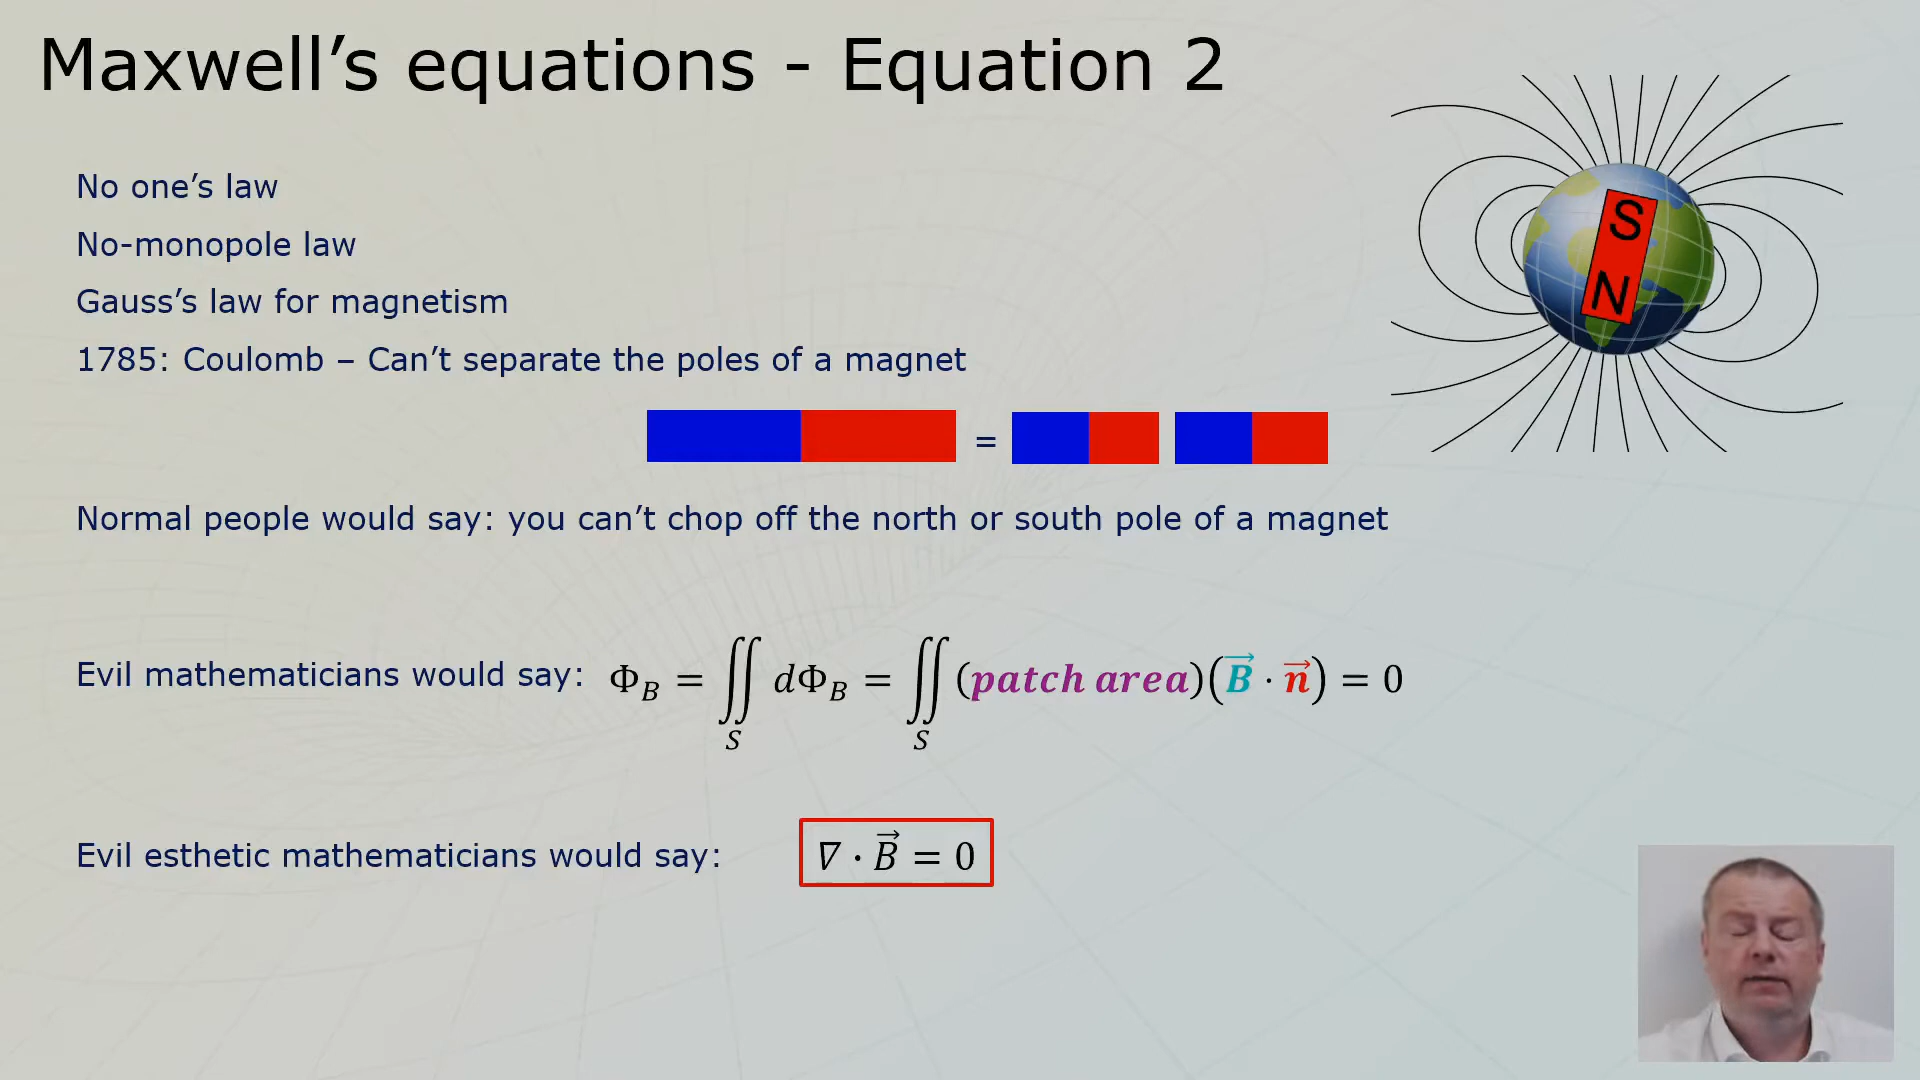 Maxwell’s equations - Equation 2
No one’s law
No-monopole law
Gauss’s law for magnetism
1785: Coulomb – Can’t separate the poles of a magnet
S
N
=
Normal people would say: you can’t chop off the north or south pole of a magnet
Evil mathematicians would say: Φ_B = ∬_S dΦ_B = ∬_S (patch area)(B⃗ · n⃗) = 0
Evil esthetic mathematicians would say: ∇ · B⃗ = 0